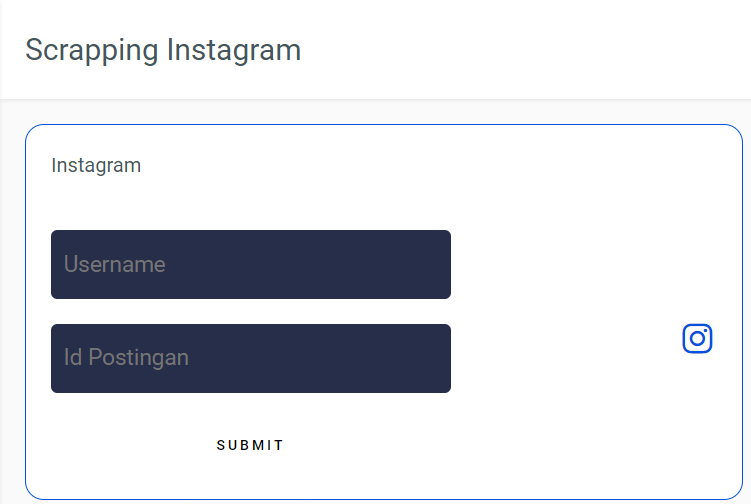 Scrapping Instagram
Instagram
Username
Id Postingan
SUBMIT